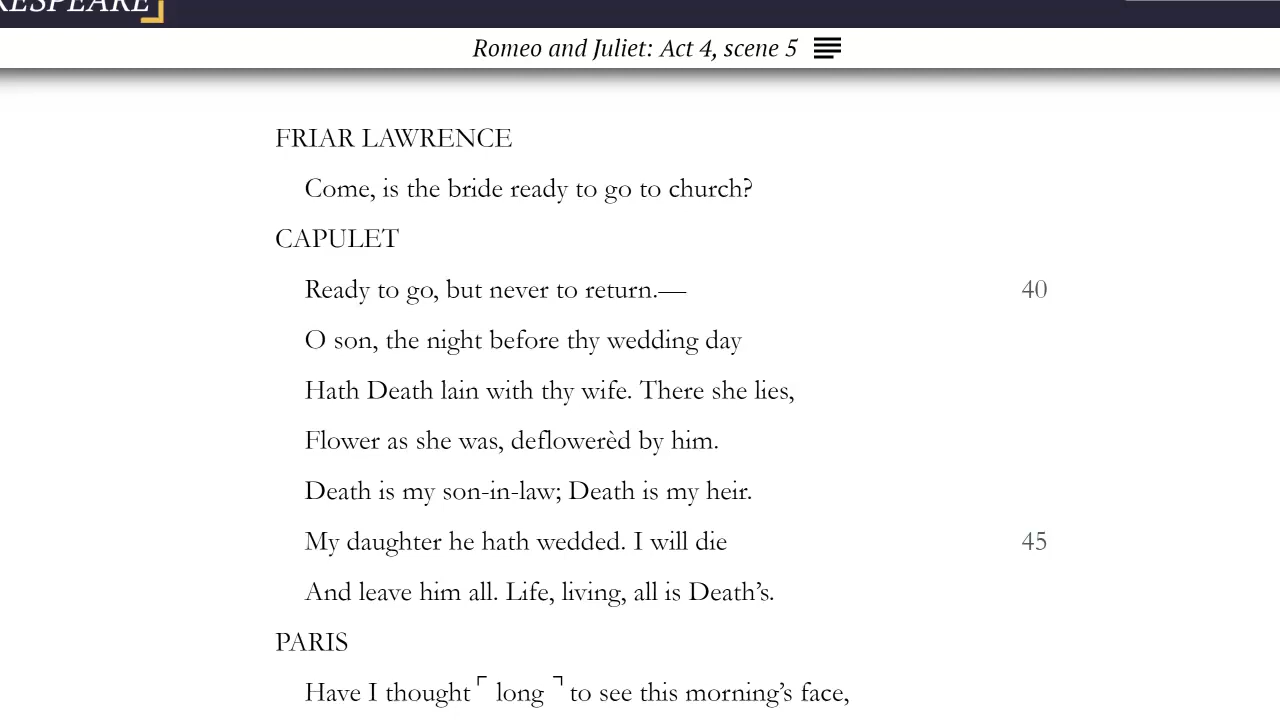 Romeo and Juliet: Act 4, scene 5
FRIAR LAWRENCE
Come, is the bride ready to go to church?
CAPULET
Ready to go, but never to return.— 40
O son, the night before thy wedding day
Hath Death lain with thy wife. There she lies,
Flower as she was, deflowerèd by him.
Death is my son-in-law; Death is my heir.
My daughter he hath wedded. I will die 45
And leave him all. Life, living, all is Death’s.
PARIS
Have I thought ⌜ long ⌝ to see this morning’s face,